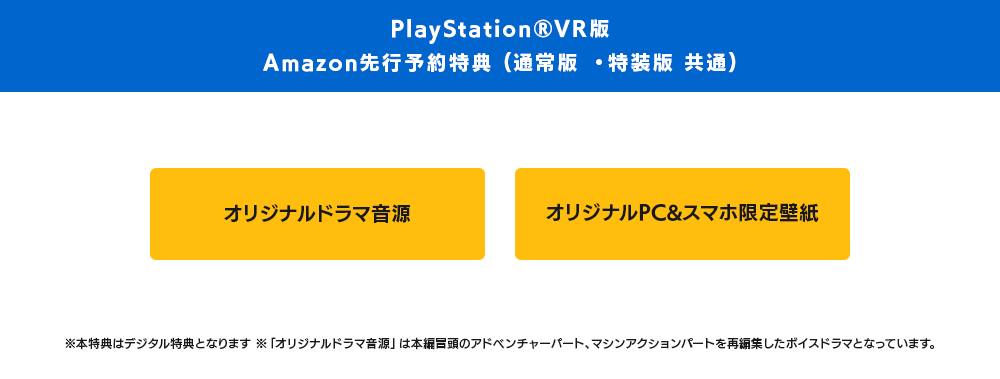 PlayStation®VR版
Amazon先行予約特典（通常版 ・特装版 共通）
オリジナルドラマ音源
オリジナルPC&スマホ限定壁紙
※本特典はデジタル特典となります ※「オリジナルドラマ音源」は本編冒頭のアドベンチャーパート、マシンアクションパートを再編集したボイスドラマとなっています。